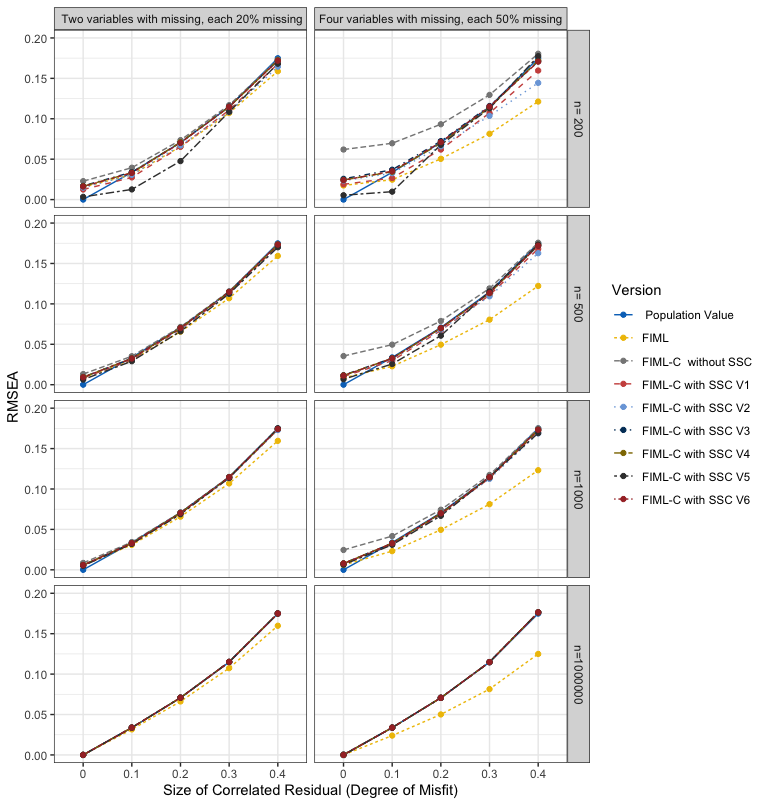 Two variables with missing, each 20% missing
Four variables with missing, each 50% missing
0.20
0.15
0.10
0.05
0.00
n= 200
0.20
0.15
0.10
0.05
0.00
n= 500
0.20
0.15
0.10
0.05
0.00
n=1000
0.20
0.15
0.10
0.05
0.00
n=1000000
0 0.1 0.2 0.3 0.4
0 0.1 0.2 0.3 0.4
RMSEA
Size of Correlated Residual (Degree of Misfit)
Version
Population Value
FIML
FIML-C without SSC
FIML-C with SSC V1
FIML-C with SSC V2
FIML-C with SSC V3
FIML-C with SSC V4
FIML-C with SSC V5
FIML-C with SSC V6